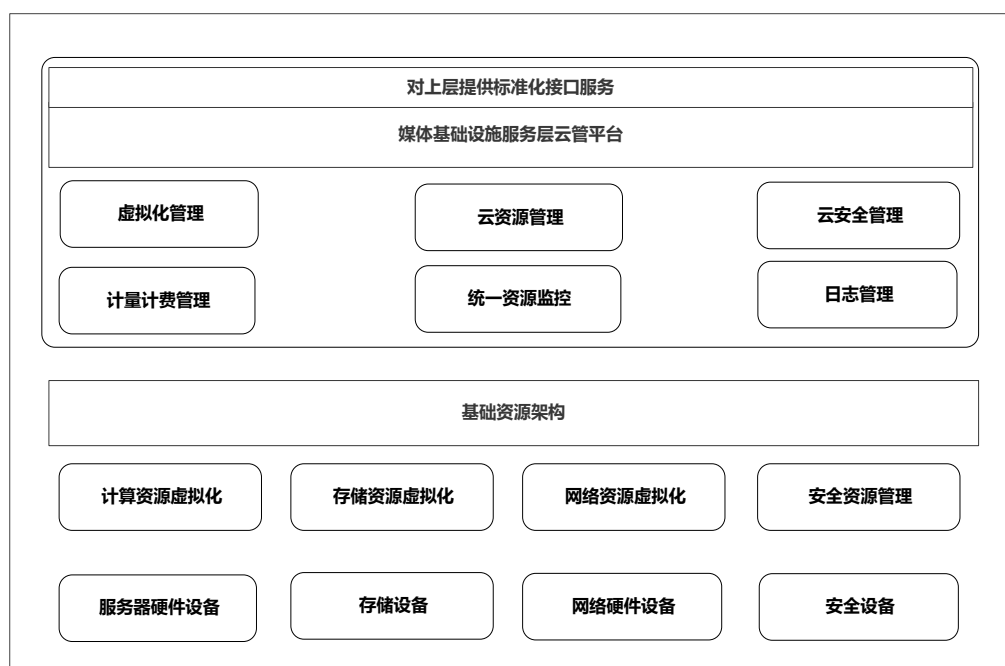 对上层提供标准化接口服务
媒体基础设施服务层云管平台
虚拟化管理
云资源管理
云安全管理
计量计费管理
统一资源监控
日志管理
基础资源架构
计算资源虚拟化
存储资源虚拟化
网络资源虚拟化
安全资源管理
服务器硬件设备
存储设备
网络硬件设备
安全设备